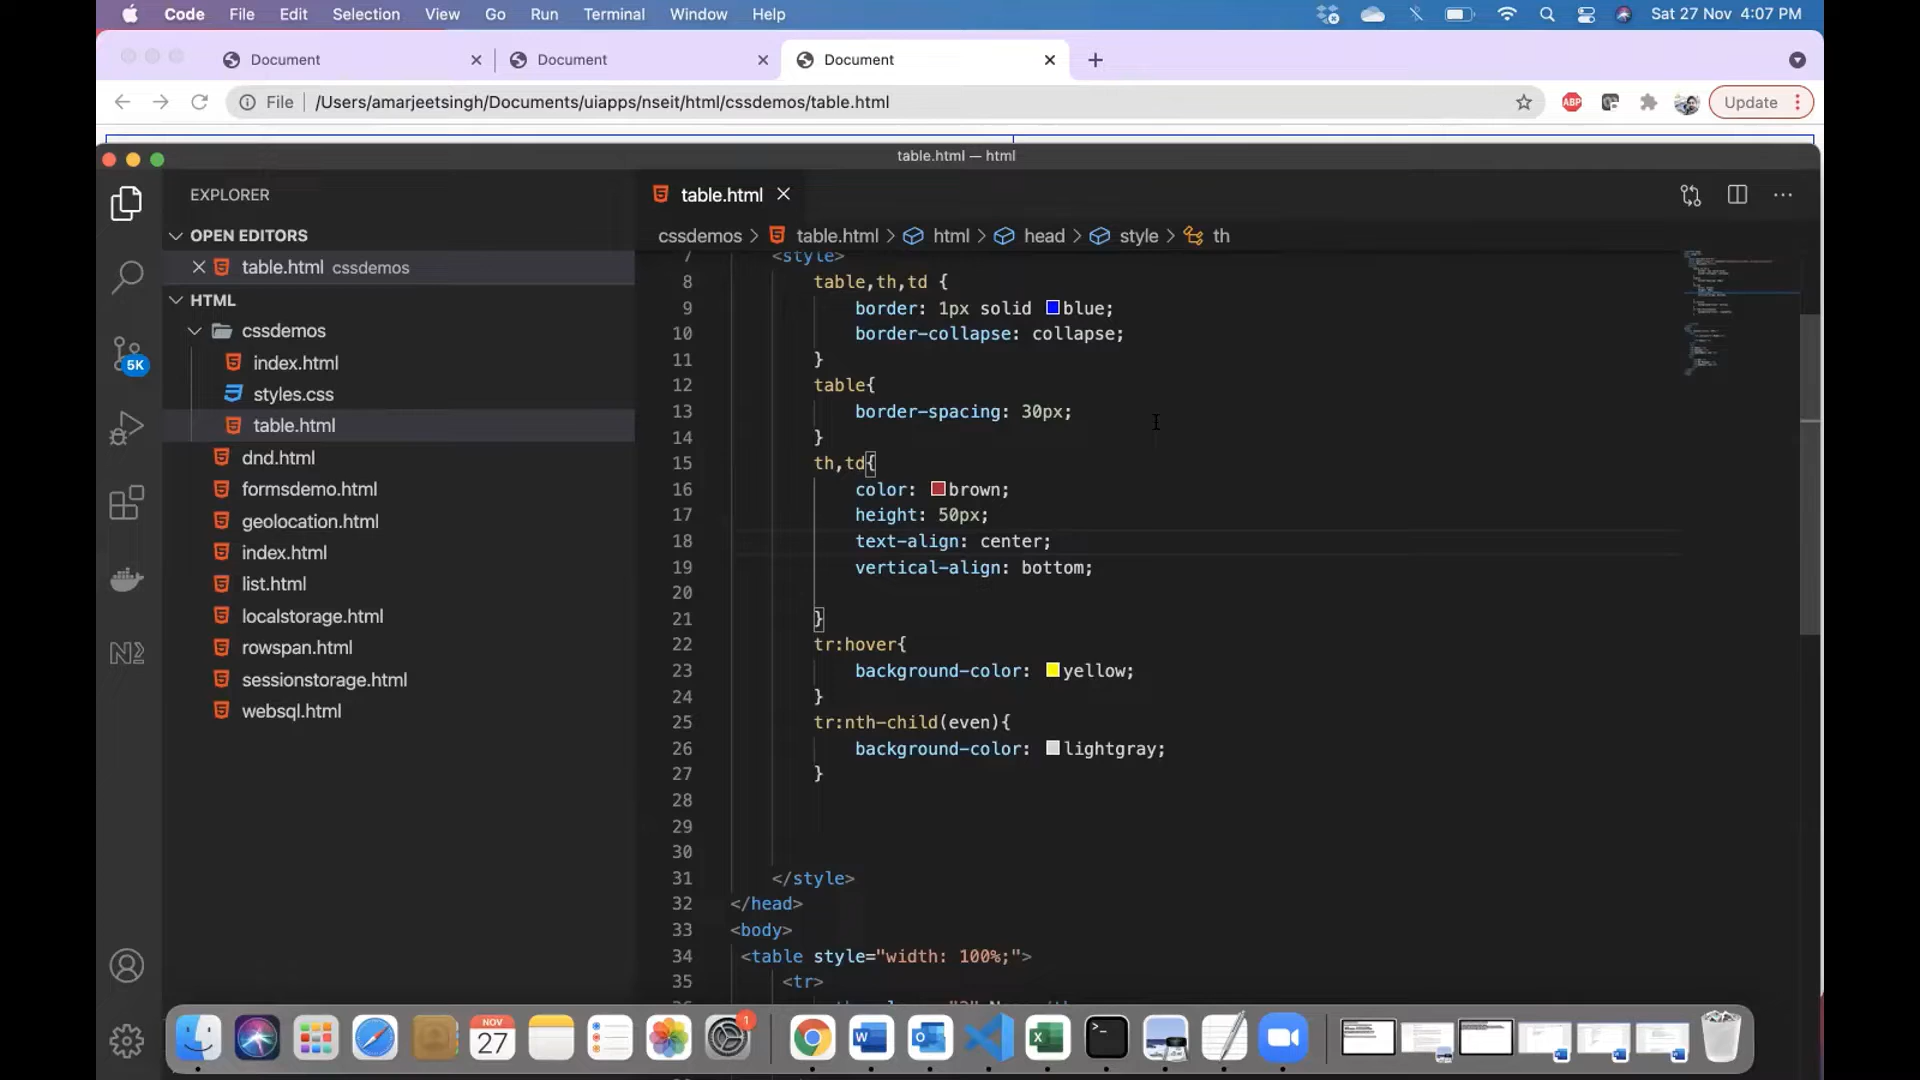 Code File Edit Selection View Go Run Terminal Window Help Sat 27 Nov 4:07 PM
Document Document Document
File /Users/amarjeetsingh/Documents/uiapps/nseit/html/cssdemos/table.html ABP Update
table.html — html
EXPLORER
table.html
OPEN EDITORS
cssdemos > table.html > html > head > style > th
table.html cssdemos
HTML
cssdemos
index.html
styles.css
table.html
dnd.html
formsdemo.html
geolocation.html
index.html
list.html
localstorage.html
rowspan.html
sessionstorage.html
websql.html
5K
7 <style>
8 table,th,td {
9 border: 1px solid blue;
10 border-collapse: collapse;
11 }
12 table{
13 border-spacing: 30px;
14 }
15 th,td{
16 color: brown;
17 height: 50px;
18 text-align: center;
19 vertical-align: bottom;
20
21 }
22 tr:hover{
23 background-color: yellow;
24 }
25 tr:nth-child(even){
26 background-color: lightgray;
27 }
28
29
30
31 </style>
32 </head>
33 <body>
34 <table style="width: 100%;">
35 <tr>
NOV
27
1